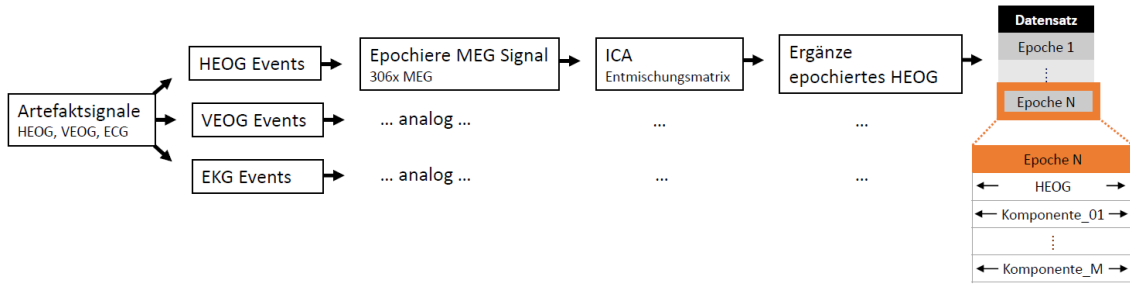 Artefaktsignale
HEOG, VEOG, ECG
HEOG Events
VEOG Events
EKG Events
Epochiere MEG Signal
306x MEG
... analog ...
... analog ...
ICA
Entmischungsmatrix
...
...
Ergänze
epochiertes HEOG
...
...
Datensatz
Epoche 1
⋮
Epoche N
Epoche N
HEOG
Komponente_01
⋮
Komponente_M